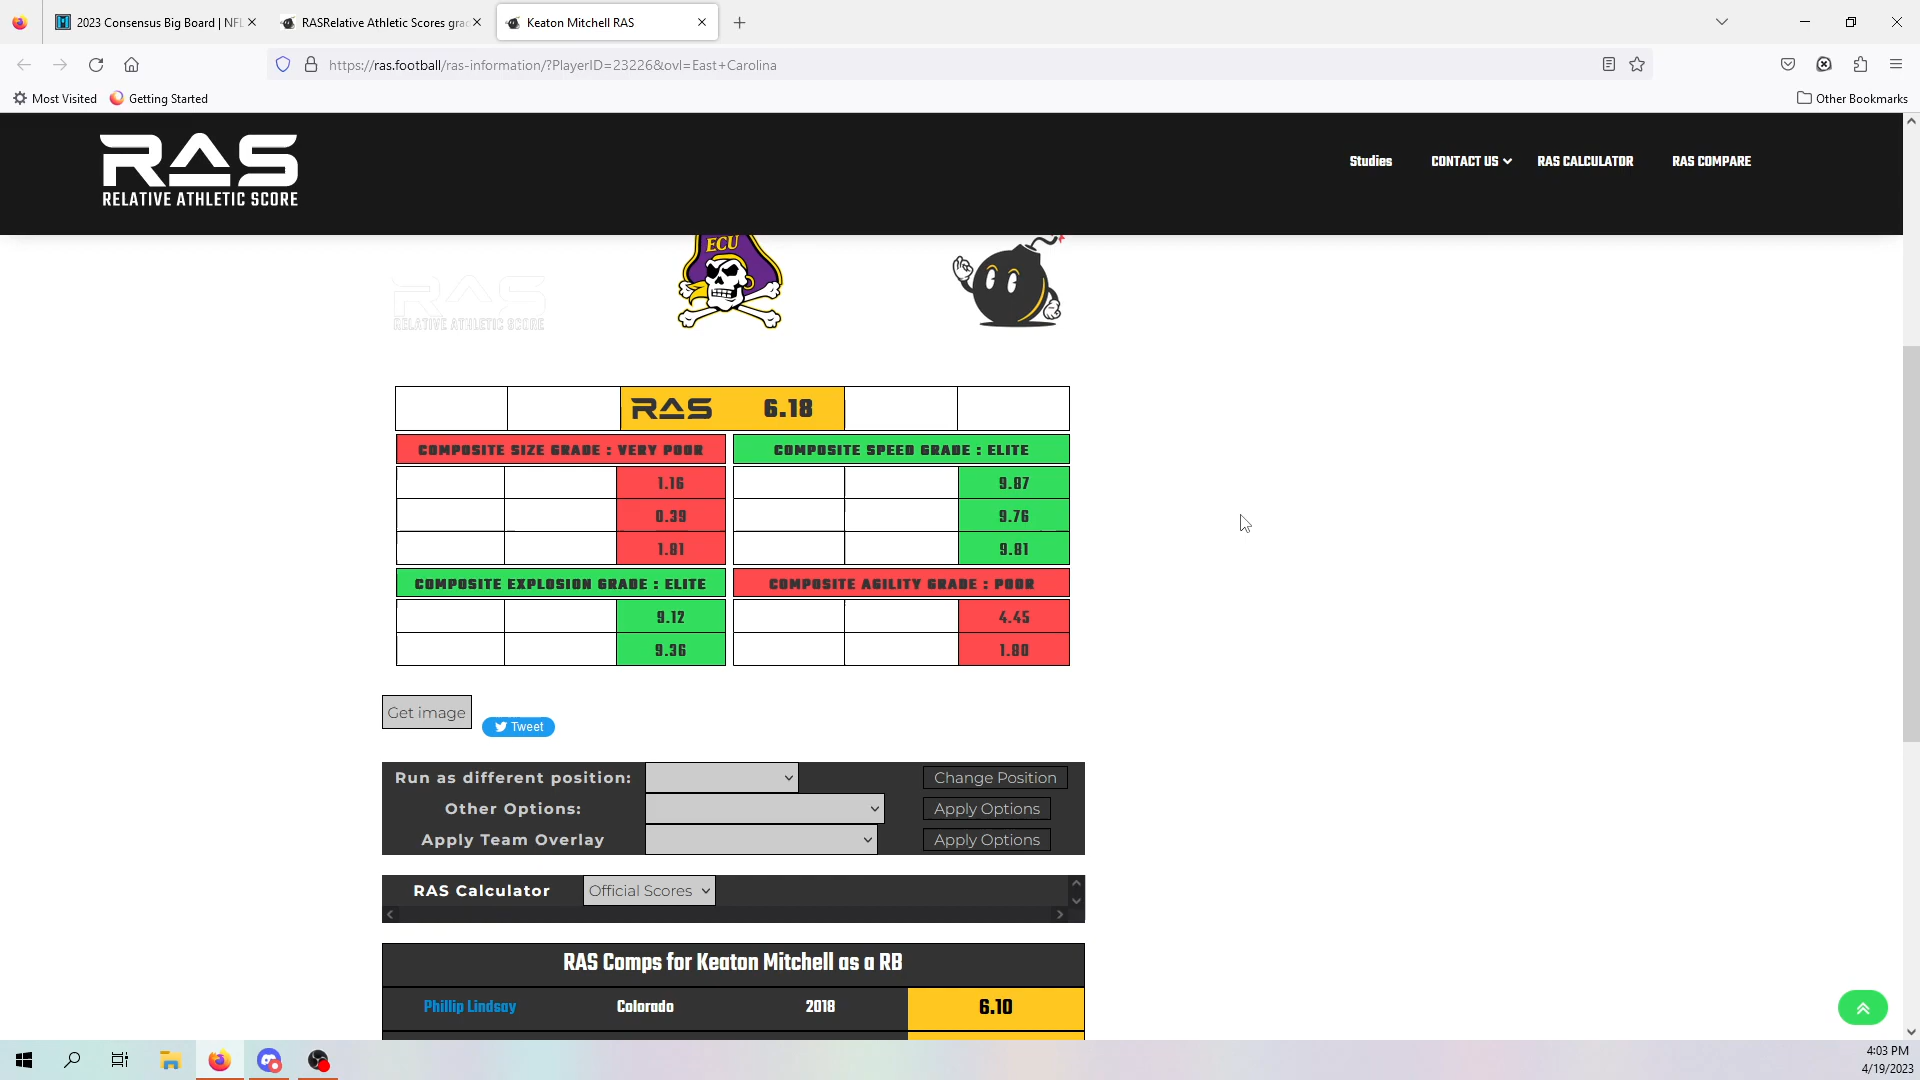 2023 Consensus Big Board | NFL
RASRelative Athletic Scores grad
Keaton Mitchell RAS
https://ras.football/ras-information/?PlayerID=23226&ovl=East+Carolina
Most Visited
Getting Started
Other Bookmarks
RAS
RELATIVE ATHLETIC SCORE
Studies
CONTACT US
RAS CALCULATOR
RAS COMPARE
ECU
RAS
RELATIVE ATHLETIC SCORE
RAS 6.18
COMPOSITE SIZE GRADE : VERY POOR
COMPOSITE SPEED GRADE : ELITE
1.16 9.87
0.39 9.76
1.81 9.81
COMPOSITE EXPLOSION GRADE : ELITE
COMPOSITE AGILITY GRADE : POOR
9.12 4.45
9.36 1.80
Get image
Tweet
Run as different position: Change Position
Other Options: Apply Options
Apply Team Overlay Apply Options
RAS Calculator Official Scores
RAS Comps for Keaton Mitchell as a RB
Phillip Lindsay Colorado 2018 6.10
4:03 PM
4/19/2023